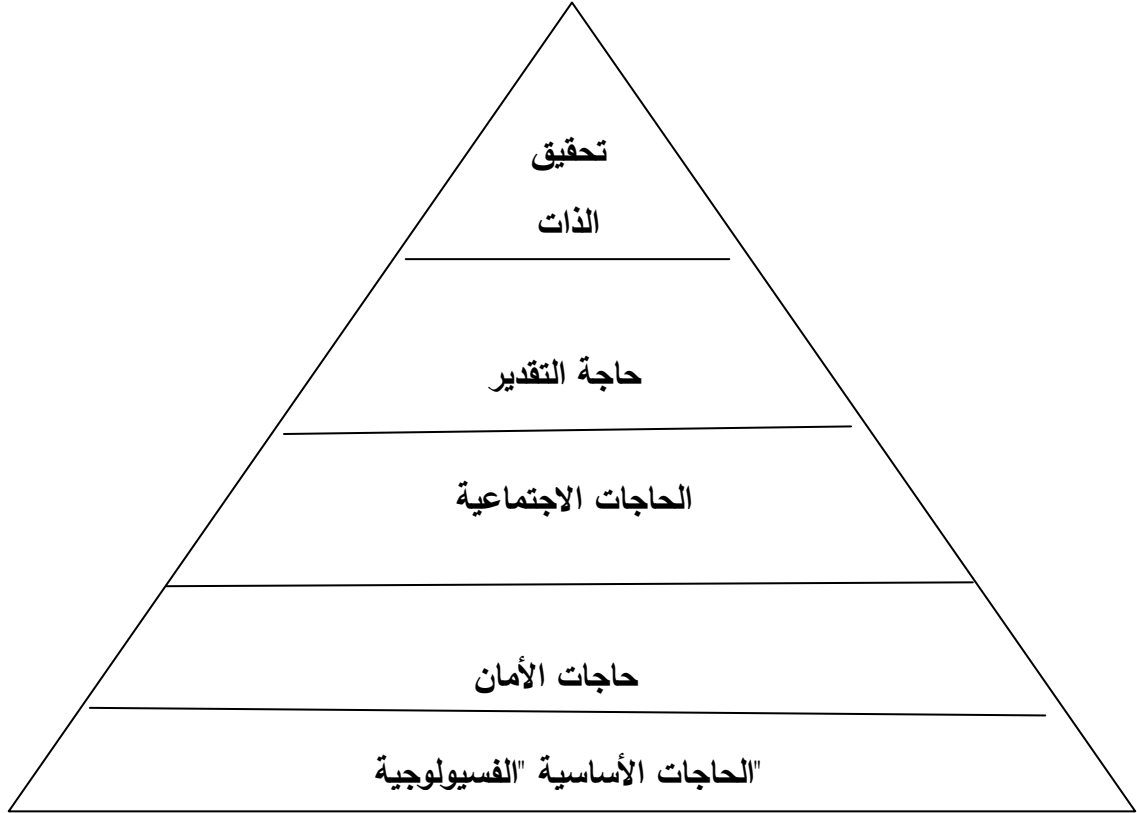 تحقيق
الذات
حاجة التقدير
الحاجات الاجتماعية
حاجات الأمان
"الحاجات الأساسية "الفسيولوجية